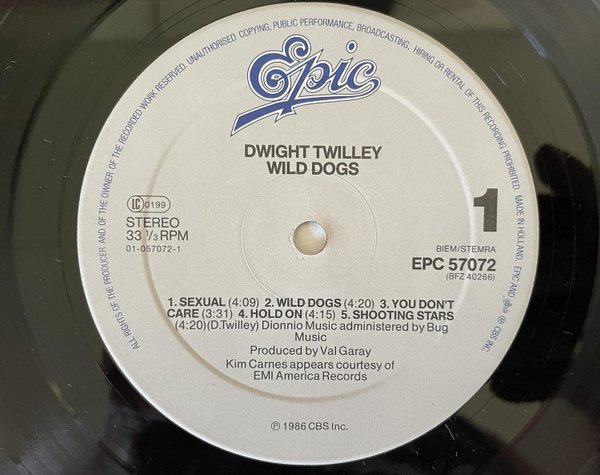 ALL RIGHTS OF THE PRODUCER AND OF THE OWNER OF THE RECORDED WORK RESERVED. UNAUTHORISED COPYING, PUBLIC PERFORMANCE, BROADCASTING, HIRING OR RENTAL OF THIS RECORDING PROHIBITED. MADE IN HOLLAND. EPIC AND ® CBS INC.
Epic
DWIGHT TWILLEY
WILD DOGS
LC 0199
STEREO
33 1/3 RPM
01-057072-1
1
BIEM/STEMRA
EPC 57072
(BFZ 40266)
1. SEXUAL (4:09) 2. WILD DOGS (4:20) 3. YOU DON'T
CARE (3:31) 4. HOLD ON (4:15) 5. SHOOTING STARS
(4:20)(D.Twilley) Dionnio Music administered by Bug
Music
Produced by Val Garay
Kim Carnes appears courtesy of
EMI America Records
℗ 1986 CBS Inc.